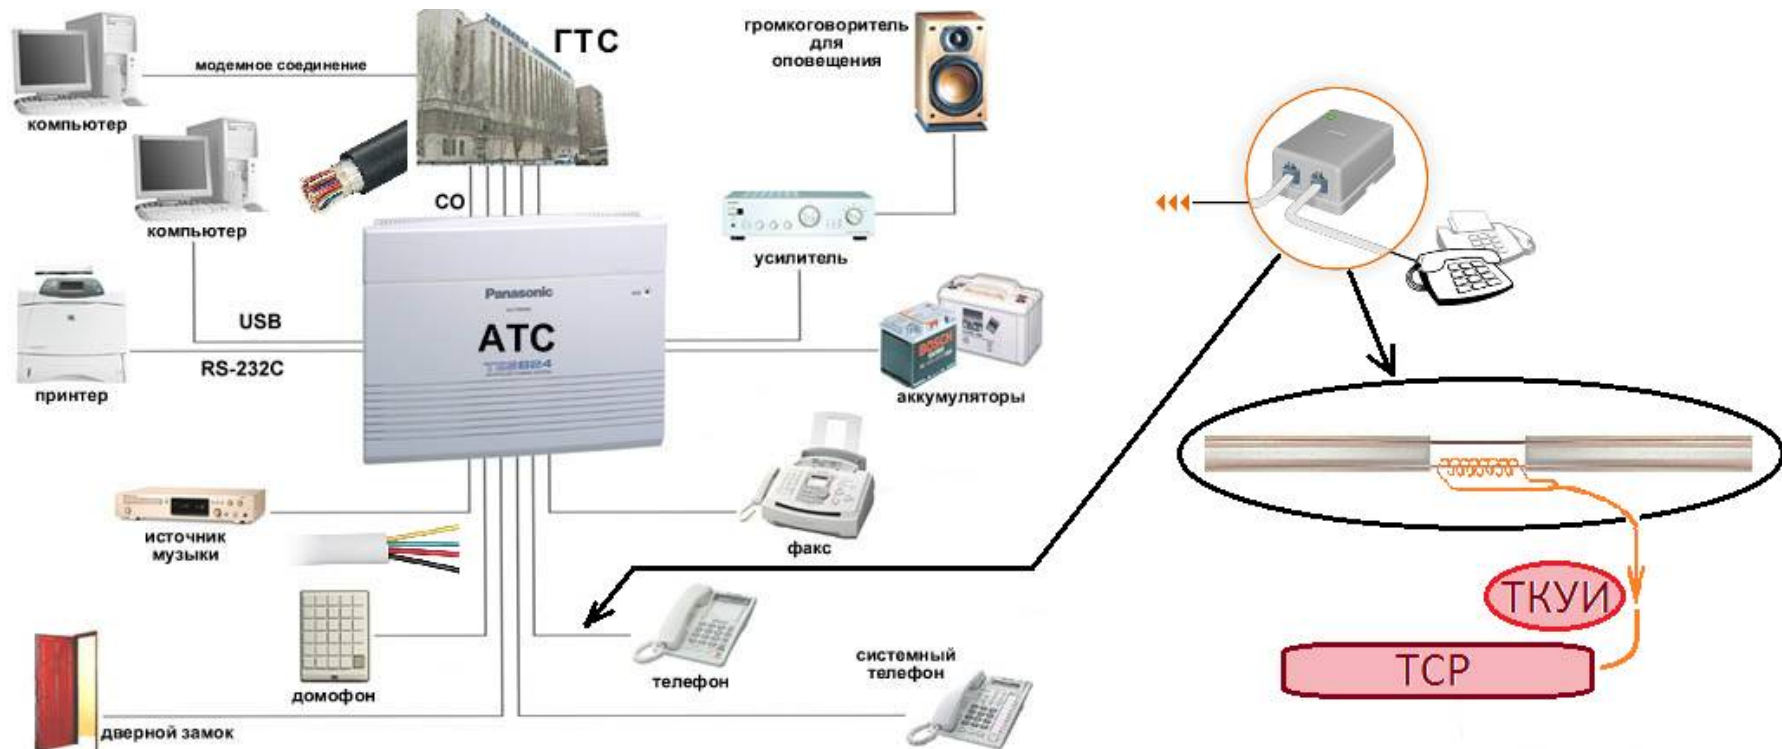 ГТС
громкоговоритель
для
оповещения
модемное соединение
компьютер
компьютер
CO
усилитель
Panasonic
АТС
USB
RS-232C
принтер
BOSCH
аккумуляторы
источник
музыки
факс
домофон
телефон
системный
телефон
дверной замок
ТКУИ
ТСР